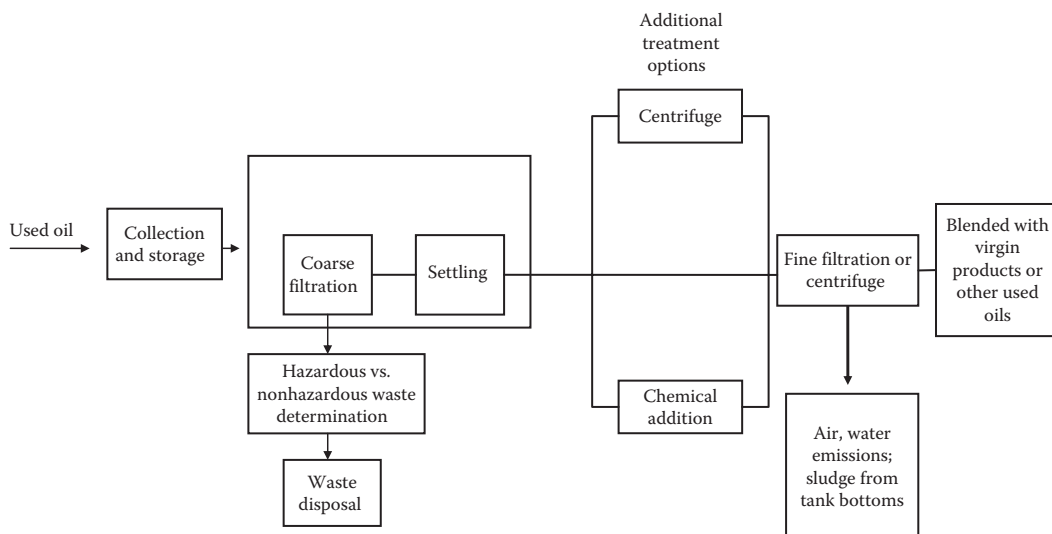 Additional
treatment
options
Centrifuge
Used oil
Collection
and storage
Coarse
filtration
Settling
Fine filtration or
centrifuge
Blended with
virgin
products or
other used
oils
Hazardous vs.
nonhazardous waste
determination
Chemical
addition
Waste
disposal
Air, water
emissions;
sludge from
tank bottoms